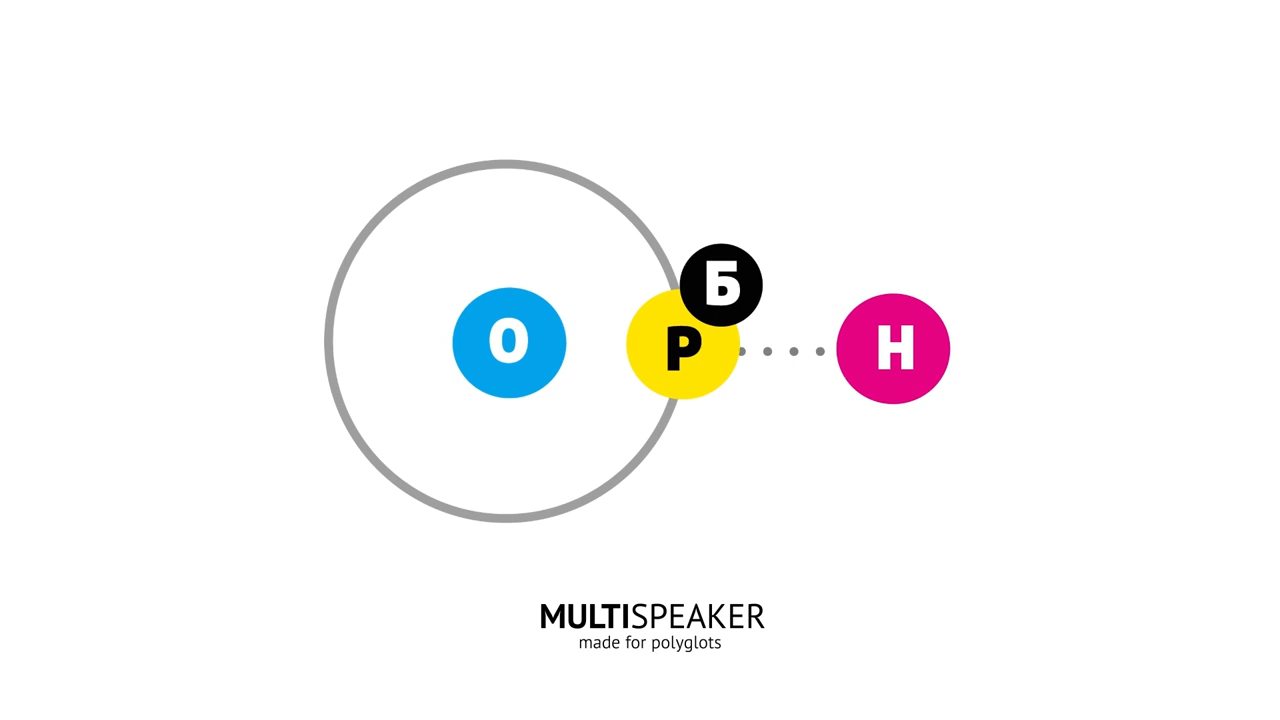 О
Б
Р
Н
MULTISPEAKER
made for polyglots